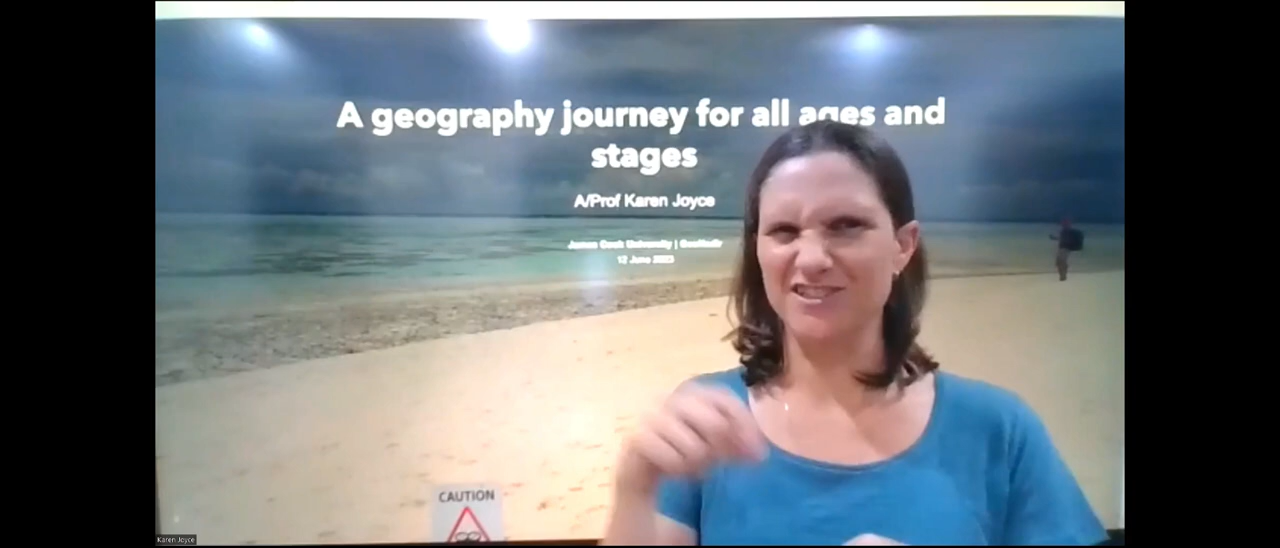 A geography journey for all ages and
stages
A/Prof Karen Joyce
James Cook University | GeoNadir
12 June 2023
CAUTION
Karen Joyce